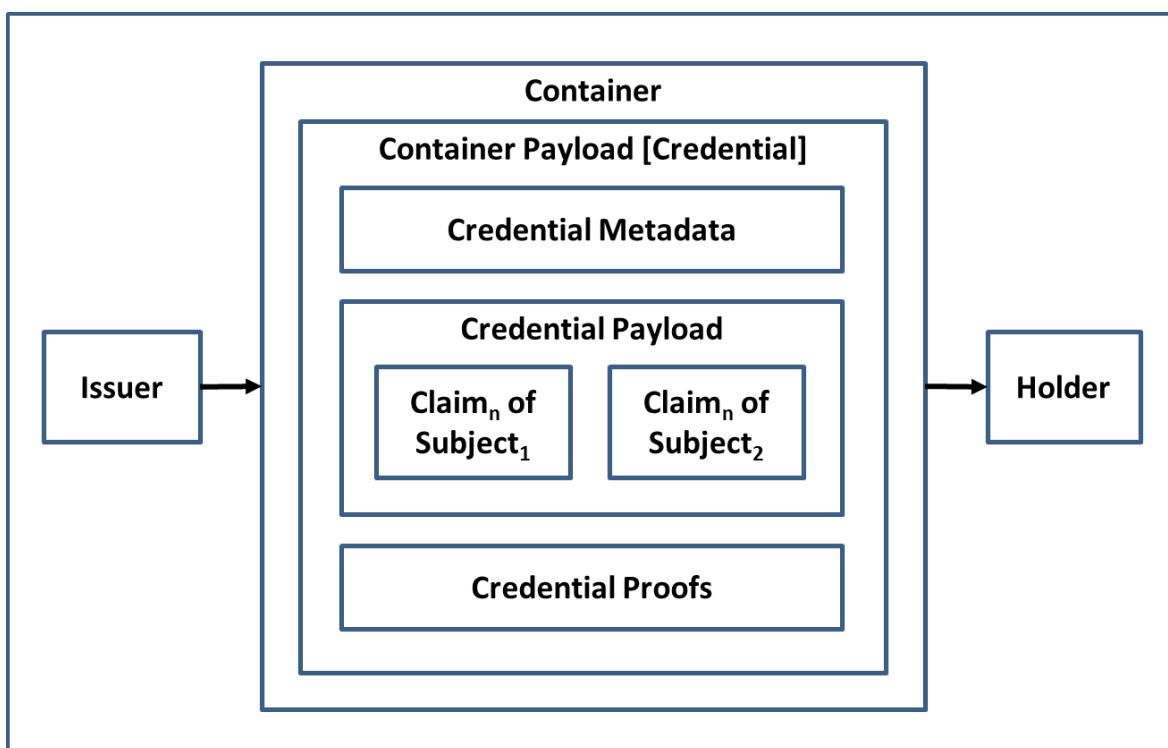 Container
Container Payload [Credential]
Credential Metadata
Credential Payload
Issuer
Claimₙ of
Subject₁
Claimₙ of
Subject₂
Holder
Credential Proofs